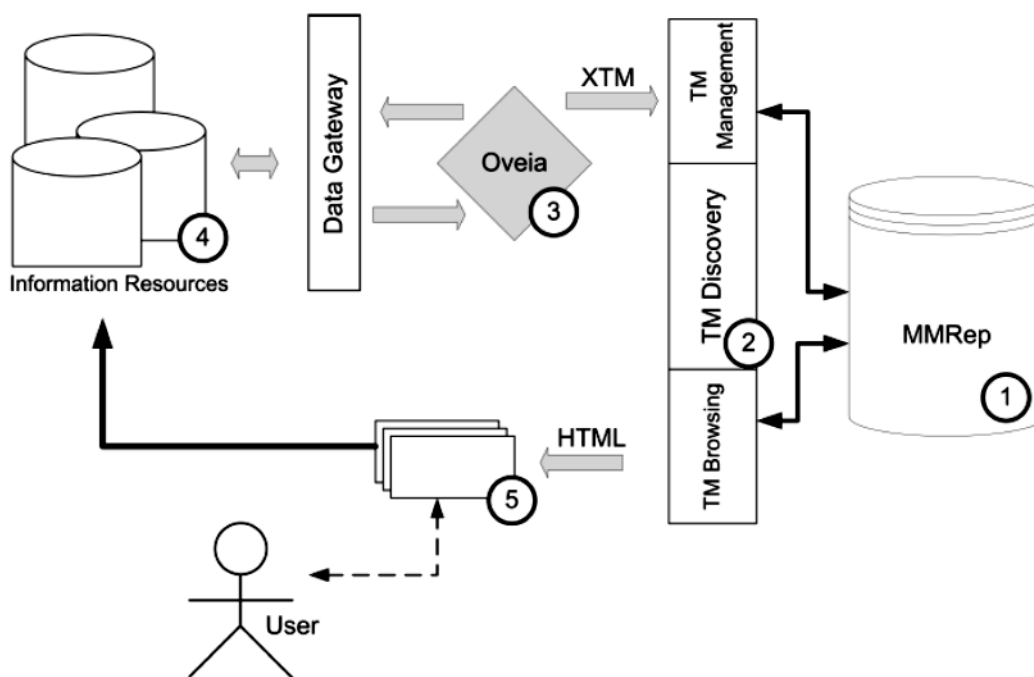 XTM
TM
Management
Data Gateway
Oveia
3
4
Information Resources
TM Discovery
2
MMRep
1
HTML
TM Browsing
5
User